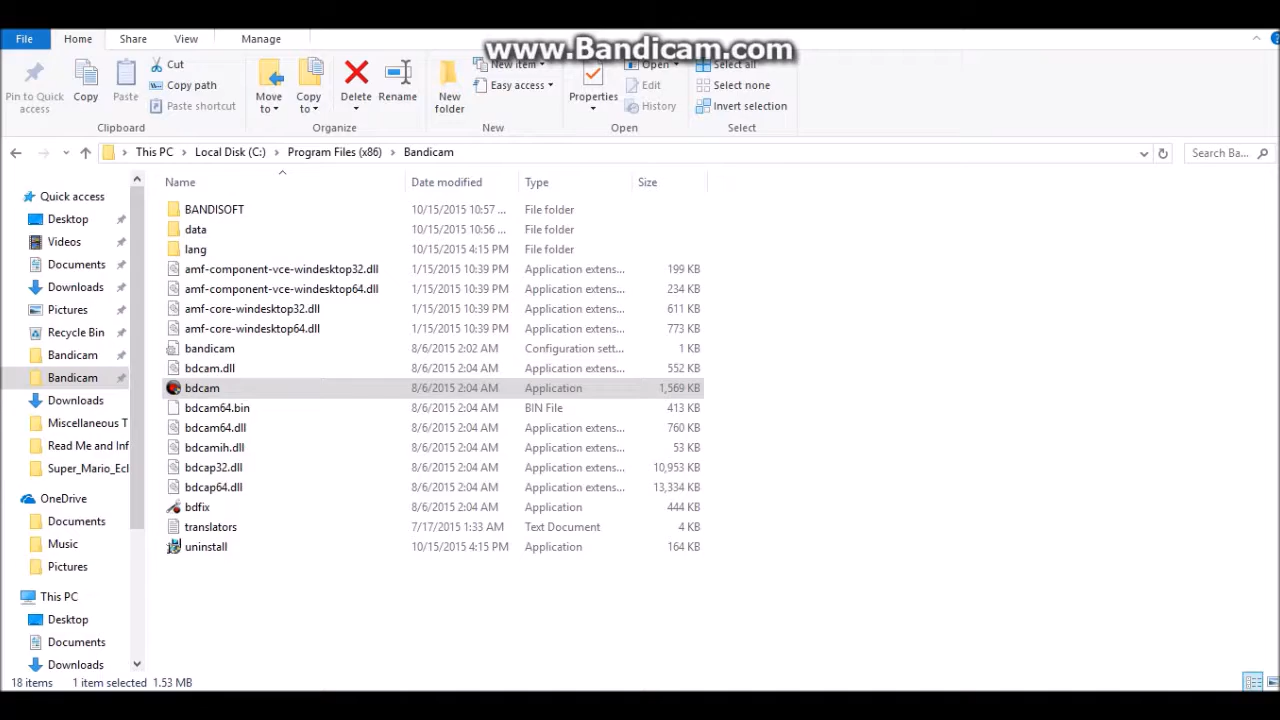 File Home Share View Manage
www.Bandicam.com
Pin to Quick access
Copy
Paste
Cut
Copy path
Paste shortcut
Clipboard
Move to
Copy to
Delete
Rename
Organize
New folder
New item
Easy access
New
Properties
Open
Edit
History
Open
Select all
Select none
Invert selection
Select
This PC > Local Disk (C:) > Program Files (x86) > Bandicam
Search Ba...
Quick access
Desktop
Videos
Documents
Downloads
Pictures
Recycle Bin
Bandicam
Bandicam
Downloads
Miscellaneous T
Read Me and Inf
Super_Mario_Ecl
OneDrive
Documents
Music
Pictures
This PC
Desktop
Documents
Downloads
Name Date modified Type Size
BANDISOFT 10/15/2015 10:57 ... File folder
data 10/15/2015 10:56 ... File folder
lang 10/15/2015 4:15 PM File folder
amf-component-vce-windesktop32.dll 1/15/2015 10:39 PM Application extens... 199 KB
amf-component-vce-windesktop64.dll 1/15/2015 10:39 PM Application extens... 234 KB
amf-core-windesktop32.dll 1/15/2015 10:39 PM Application extens... 611 KB
amf-core-windesktop64.dll 1/15/2015 10:39 PM Application extens... 773 KB
bandicam 8/6/2015 2:02 AM Configuration sett... 1 KB
bdcam.dll 8/6/2015 2:04 AM Application extens... 552 KB
bdcam 8/6/2015 2:04 AM Application 1,569 KB
bdcam64.bin 8/6/2015 2:04 AM BIN File 413 KB
bdcam64.dll 8/6/2015 2:04 AM Application extens... 760 KB
bdcamih.dll 8/6/2015 2:04 AM Application extens... 53 KB
bdcap32.dll 8/6/2015 2:04 AM Application extens... 10,953 KB
bdcap64.dll 8/6/2015 2:04 AM Application extens... 13,334 KB
bdfix 8/6/2015 2:04 AM Application 444 KB
translators 7/17/2015 1:33 AM Text Document 4 KB
uninstall 10/15/2015 4:15 PM Application 164 KB
18 items 1 item selected 1.53 MB